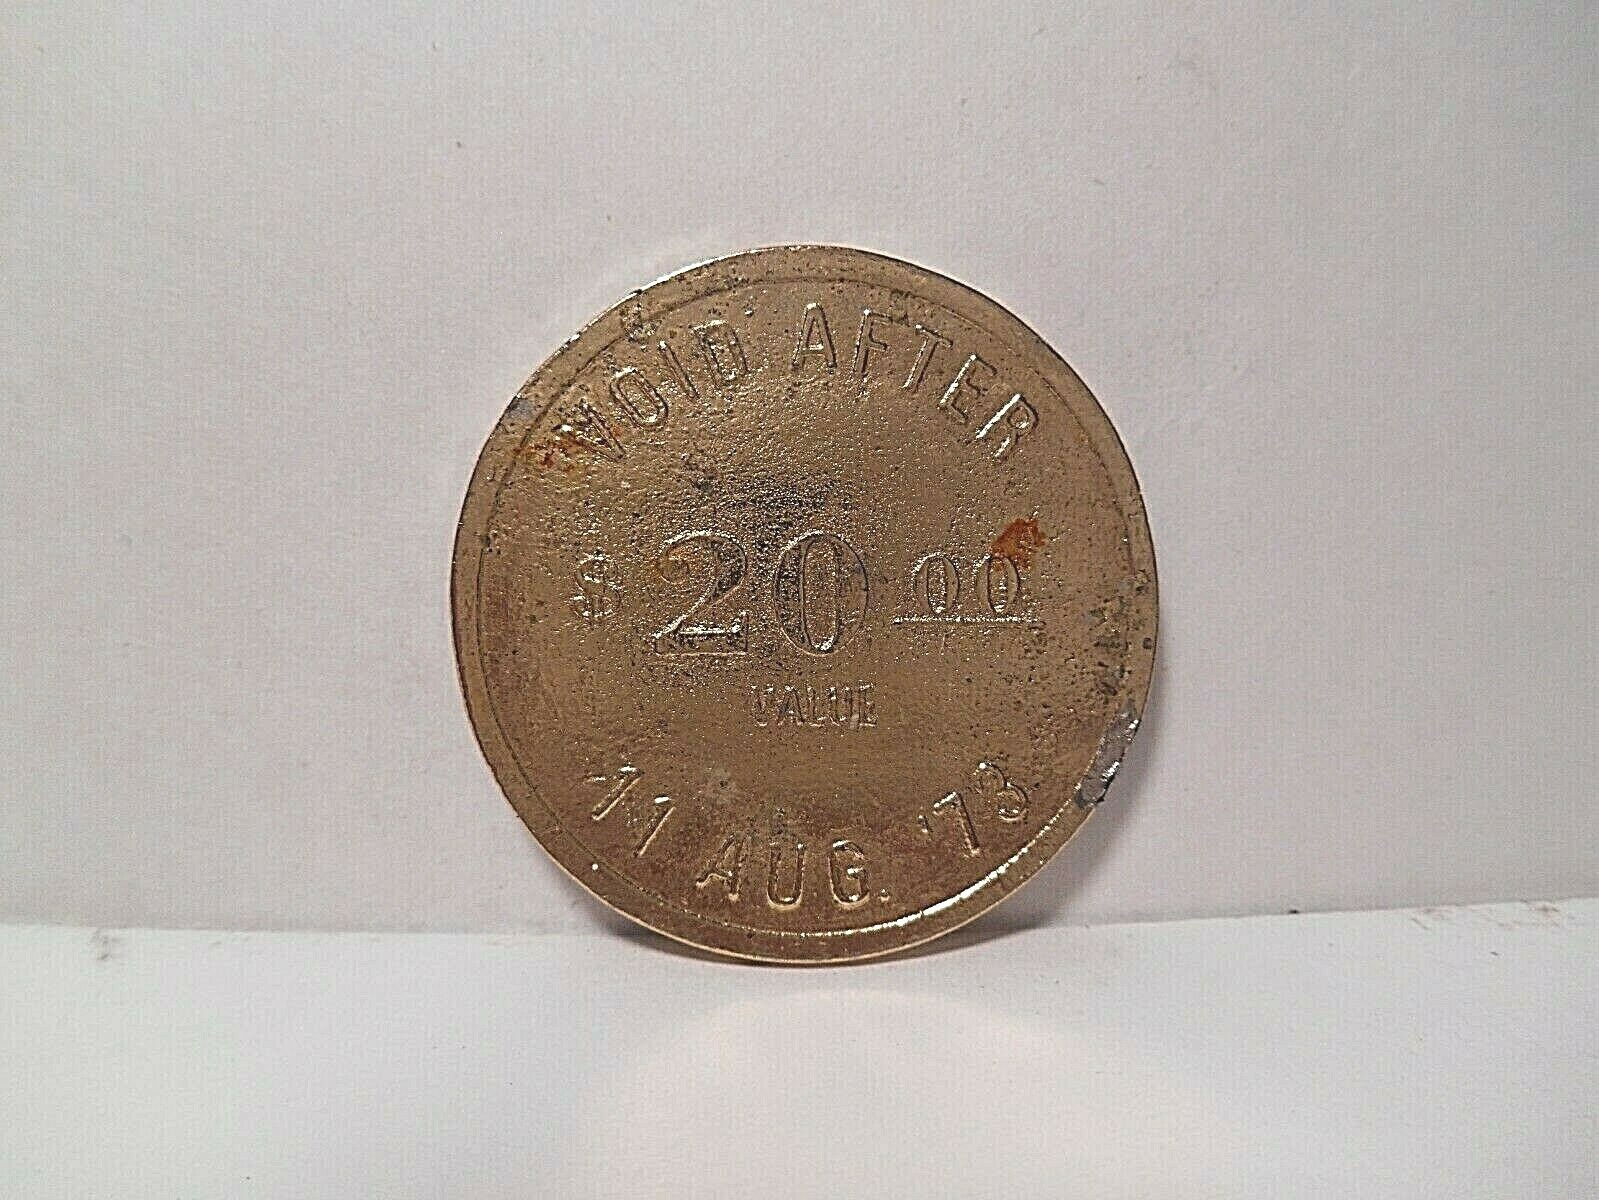 VOID AFTER
$ 20 00
VALUE
11 AUG. '73